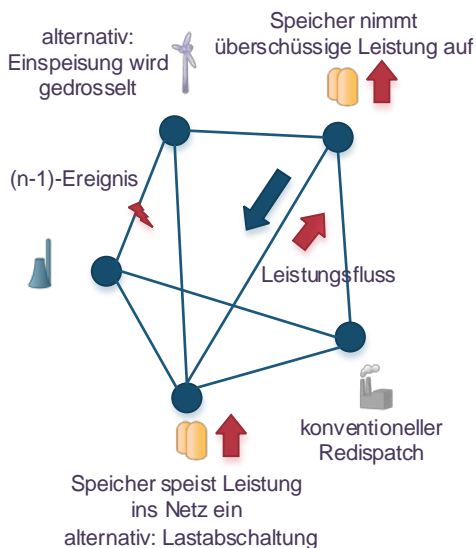 alternativ:
Einspeisung wird
gedrosselt
Speicher nimmt
überschüssige Leistung auf
(n-1)-Ereignis
Leistungsfluss
konventioneller
Redispatch
Speicher speist Leistung
ins Netz ein
alternativ: Lastabschaltung